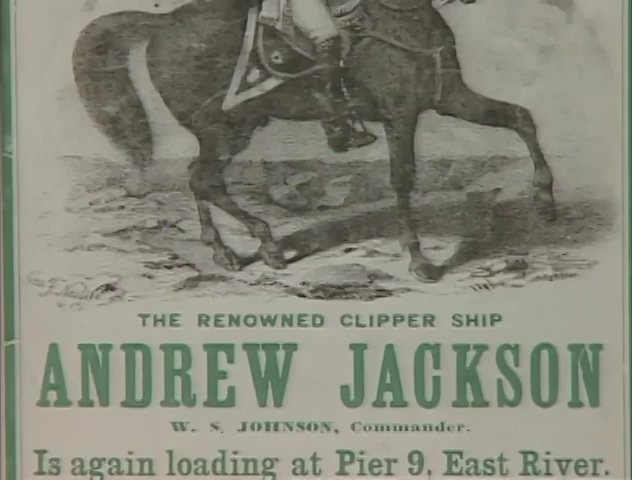 THE RENOWNED CLIPPER SHIP
ANDREW JACKSON
W. S. JOHNSON, Commander.
Is again loading at Pier 9, East River.